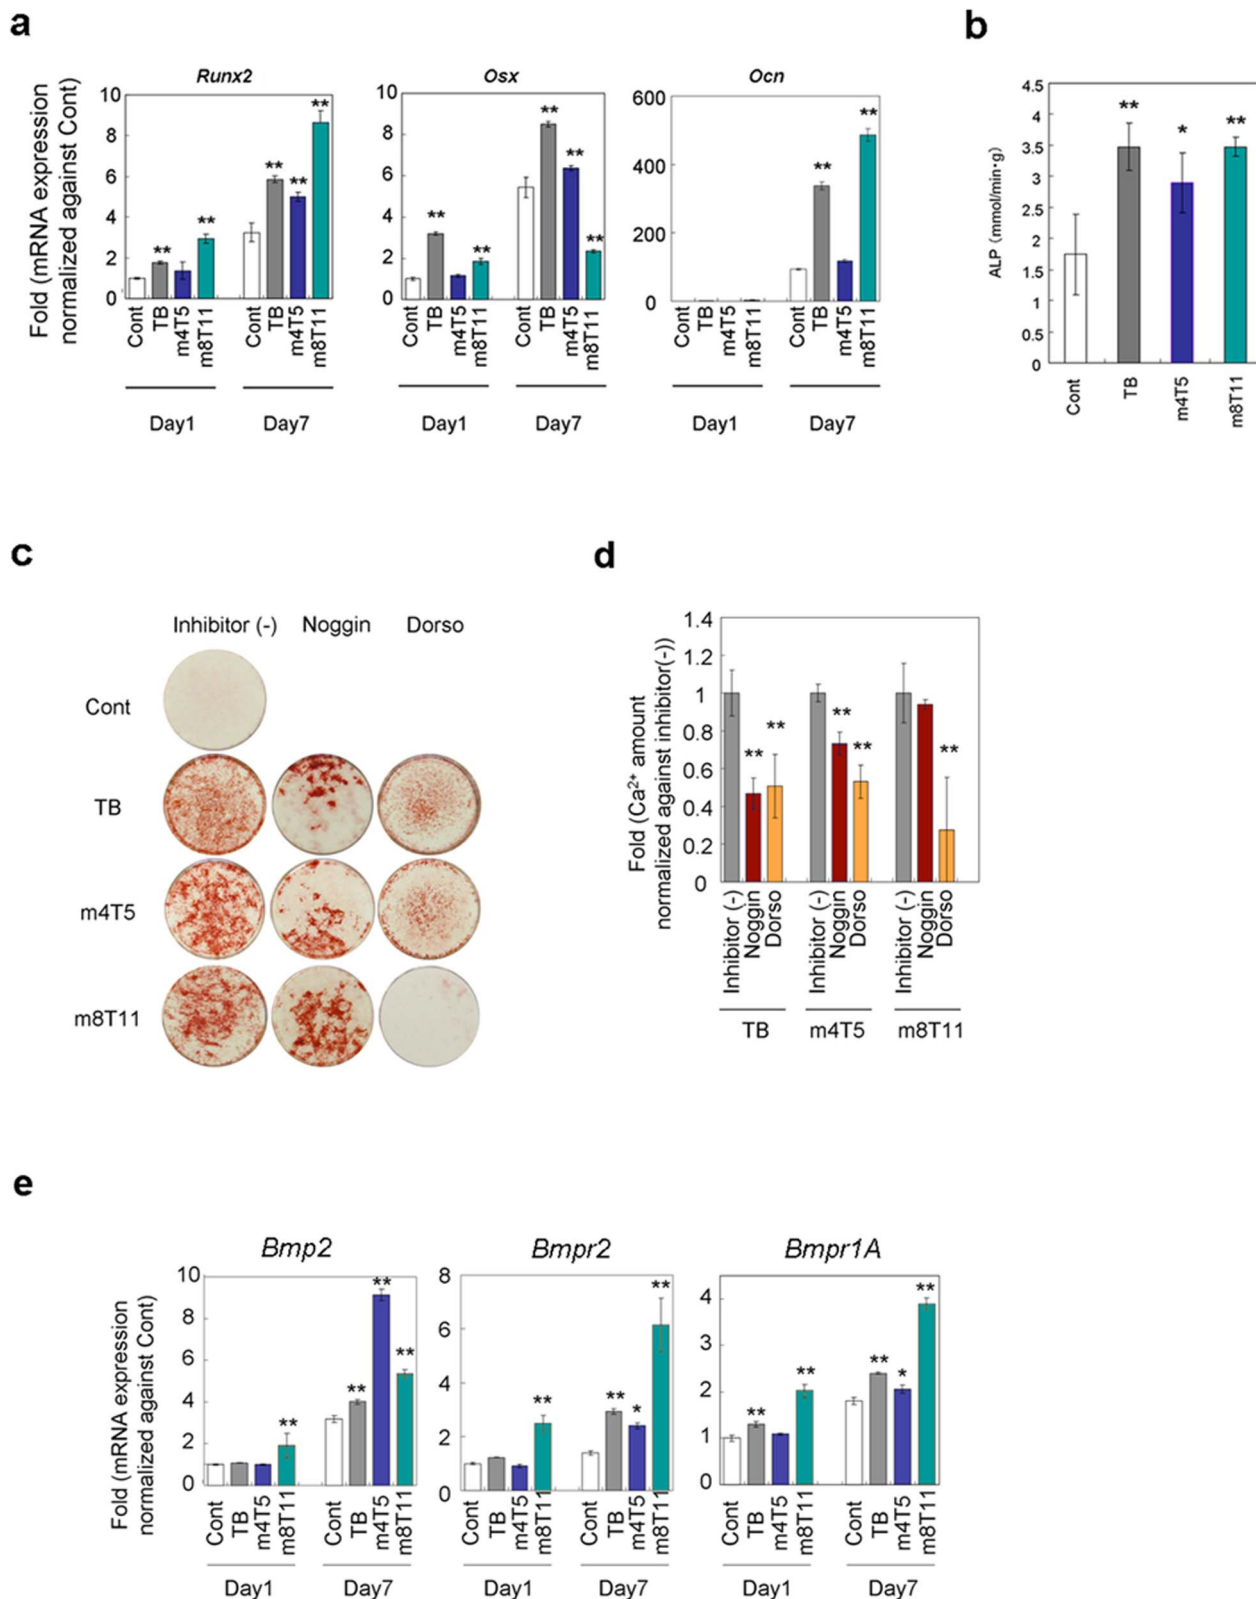 a
Runx2
Osx
Ocn
Fold (mRNA expression
normalized against Cont)
10
8
6
4
2
0
**
**
**
**
**
Cont
TB
m4T5
m8T11
Cont
TB
m4T5
m8T11
Day1
Day7
10
8
6
4
2
0
**
**
**
**
**
Cont
TB
m4T5
m8T11
Cont
TB
m4T5
m8T11
Day1
Day7
600
400
200
0
**
**
Cont
TB
m4T5
m8T11
Cont
TB
m4T5
m8T11
Day1
Day7
b
ALP (mmol/min·g)
4.5
4
3.5
3
2.5
2
1.5
1
0.5
0
**
*
**
Cont
TB
m4T5
m8T11
c
Inhibitor (-) Noggin Dorso
Cont
TB
m4T5
m8T11
d
Fold (Ca2+ amount
normalized against inhibitor(-))
1.4
1.2
1
0.8
0.6
0.4
0.2
0
**
**
**
**
**
Inhibitor (-)
Noggin
Dorso
Inhibitor (-)
Noggin
Dorso
Inhibitor (-)
Noggin
Dorso
TB
m4T5
m8T11
e
Bmp2
Bmpr2
Bmpr1A
Fold (mRNA expression
normalized against Cont)
10
8
6
4
2
0
**
**
**
**
Cont
TB
m4T5
m8T11
Cont
TB
m4T5
m8T11
Day1
Day7
8
6
4
2
0
**
**
*
**
Cont
TB
m4T5
m8T11
Cont
TB
m4T5
m8T11
Day1
Day7
4
3
2
1
0
**
**
**
*
**
Cont
TB
m4T5
m8T11
Cont
TB
m4T5
m8T11
Day1
Day7